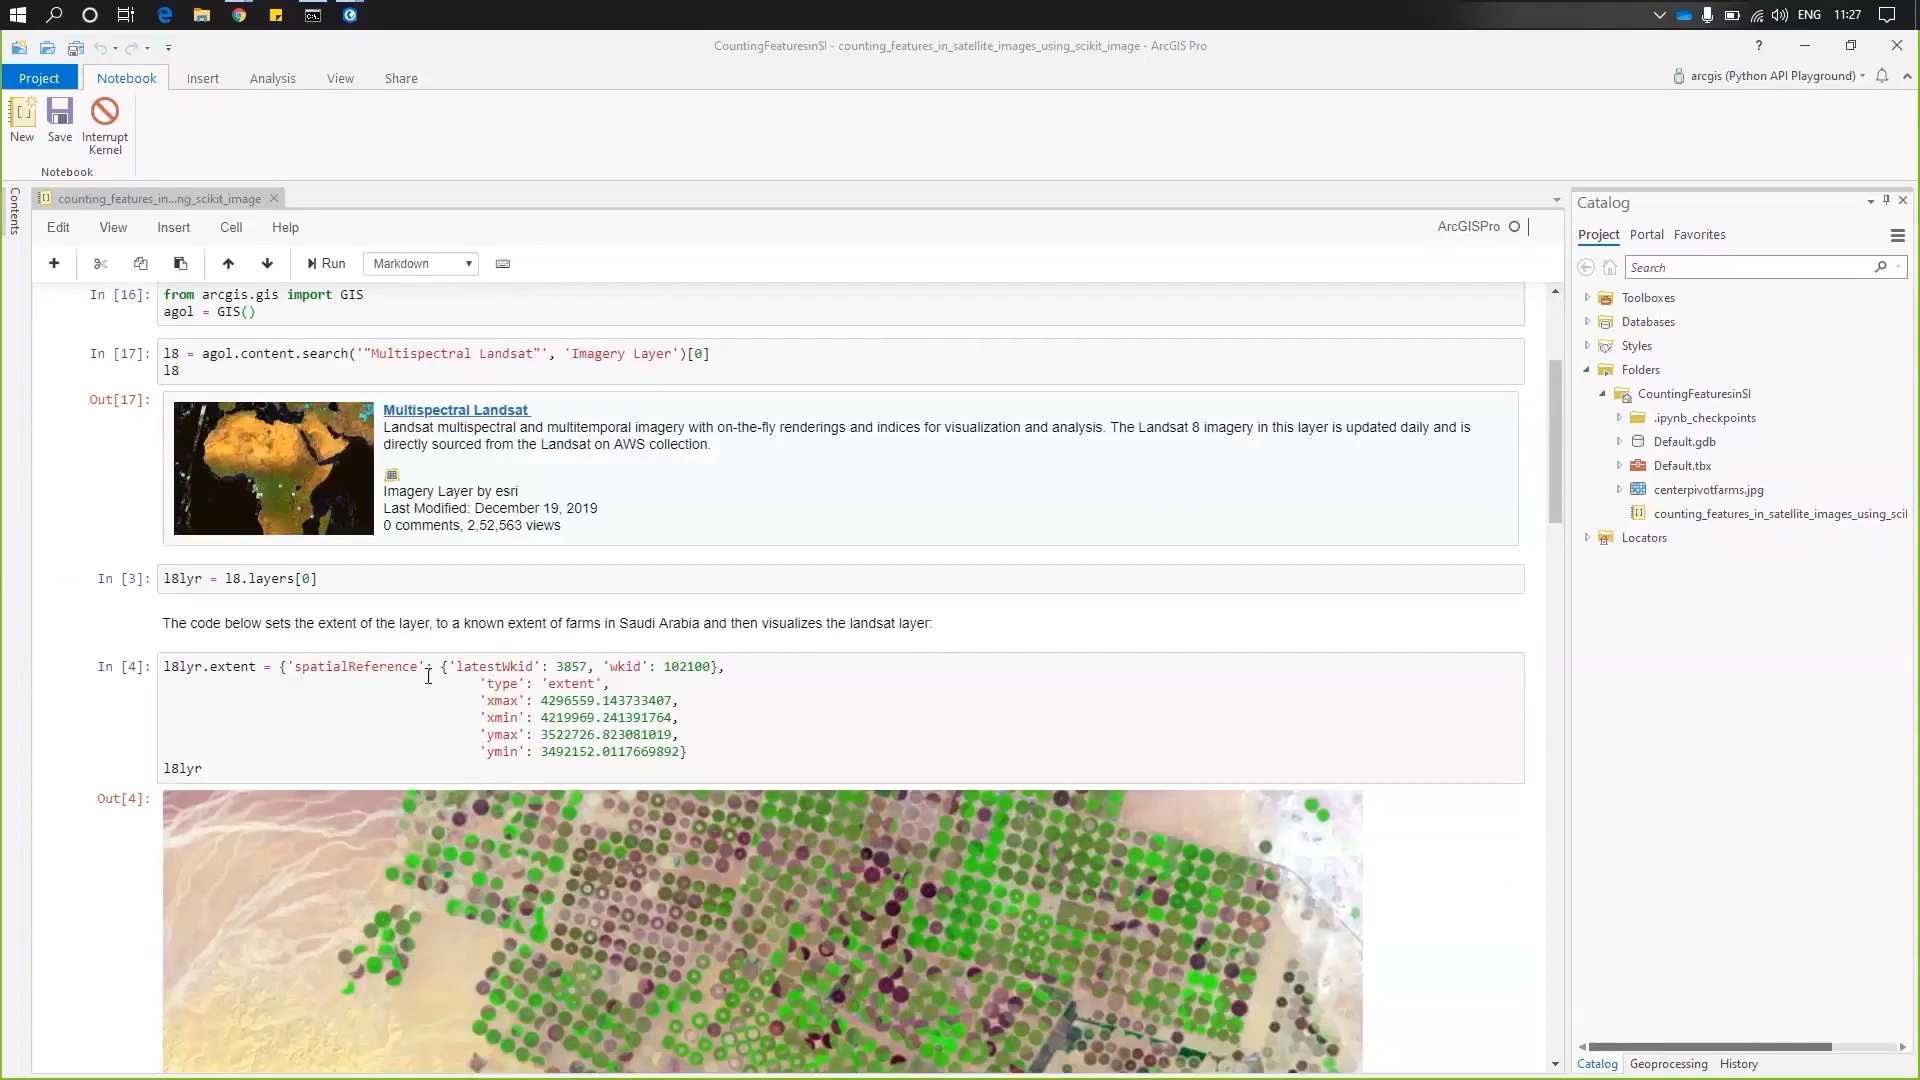 ENG 11:27
CountingFeaturesinSI - counting_features_in_satellite_images_using_scikit_image - ArcGIS Pro
?
Project Notebook Insert Analysis View Share
arcgis (Python API Playground)
New Save Interrupt Kernel
Notebook
Contents
counting_features_in...ng_scikit_image
Edit View Insert Cell Help
ArcGISPro
Run Markdown
In [16]: from arcgis.gis import GIS
agol = GIS()
In [17]: l8 = agol.content.search('"Multispectral Landsat"', 'Imagery Layer')[0]
l8
Out[17]: Multispectral Landsat
Landsat multispectral and multitemporal imagery with on-the-fly renderings and indices for visualization and analysis. The Landsat 8 imagery in this layer is updated daily and is
directly sourced from the Landsat on AWS collection.
Imagery Layer by esri
Last Modified: December 19, 2019
0 comments, 2,52,563 views
In [3]: l8lyr = l8.layers[0]
The code below sets the extent of the layer, to a known extent of farms in Saudi Arabia and then visualizes the landsat layer:
In [4]: l8lyr.extent = {'spatialReference': {'latestWkid': 3857, 'wkid': 102100},
'type': 'extent',
'xmax': 4296559.143733407,
'xmin': 4219969.241391764,
'ymax': 3522726.823081019,
'ymin': 3492152.0117669892}
l8lyr
Out[4]:
Catalog
Project Portal Favorites
Search
Toolboxes
Databases
Styles
Folders
CountingFeaturesinSI
.ipynb_checkpoints
Default.gdb
Default.tbx
centerpivotfarms.jpg
counting_features_in_satellite_images_using_sci
Locators
Catalog Geoprocessing History